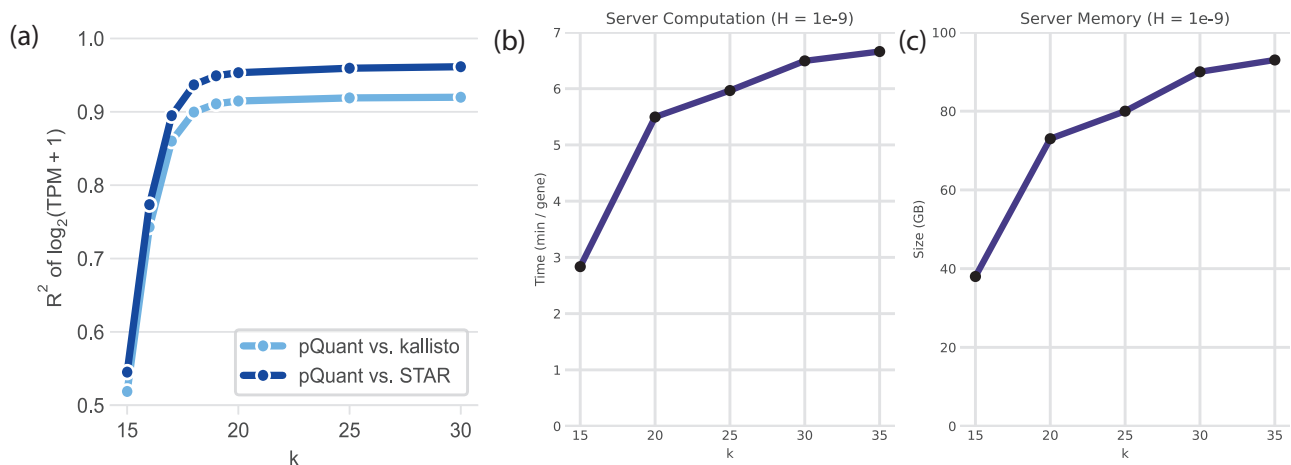 (a)
1.0
0.9
0.8
0.7
0.6
0.5
R² of log₂(TPM + 1)
15
20
25
30
k
pQuant vs. kallisto
pQuant vs. STAR
(b)
Server Computation (H = 1e-9)
7
6
5
4
3
2
1
0
Time (min / gene)
15
20
25
30
35
k
(c)
Server Memory (H = 1e-9)
100
80
60
40
20
0
Size (GB)
15
20
25
30
35
k